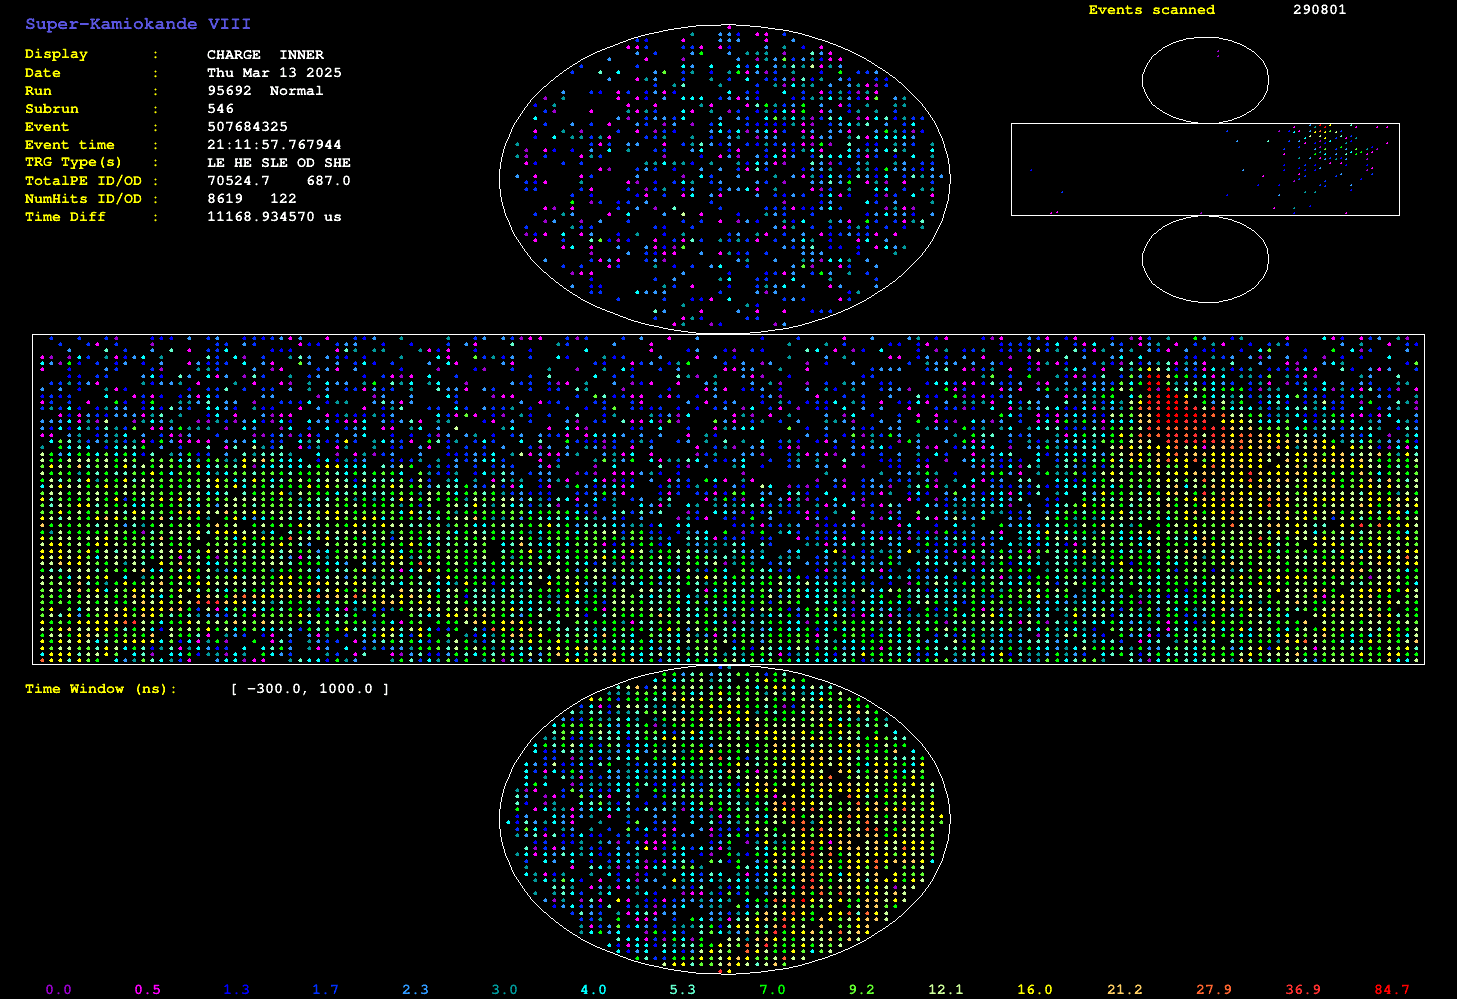 Super-Kamiokande VIII
Display : CHARGE INNER
Date : Thu Mar 13 2025
Run : 95692 Normal
Subrun : 546
Event : 507684325
Event time : 21:11:57.767944
TRG Type(s) : LE HE SLE OD SHE
TotalPE ID/OD : 70524.7 687.0
NumHits ID/OD : 8619 122
Time Diff : 11168.934570 us
Events scanned 290801
Time Window (ns): [ -300.0, 1000.0 ]
0.0 0.5 1.3 1.7 2.3 3.0 4.0 5.3 7.0 9.2 12.1 16.0 21.2 27.9 36.9 84.7